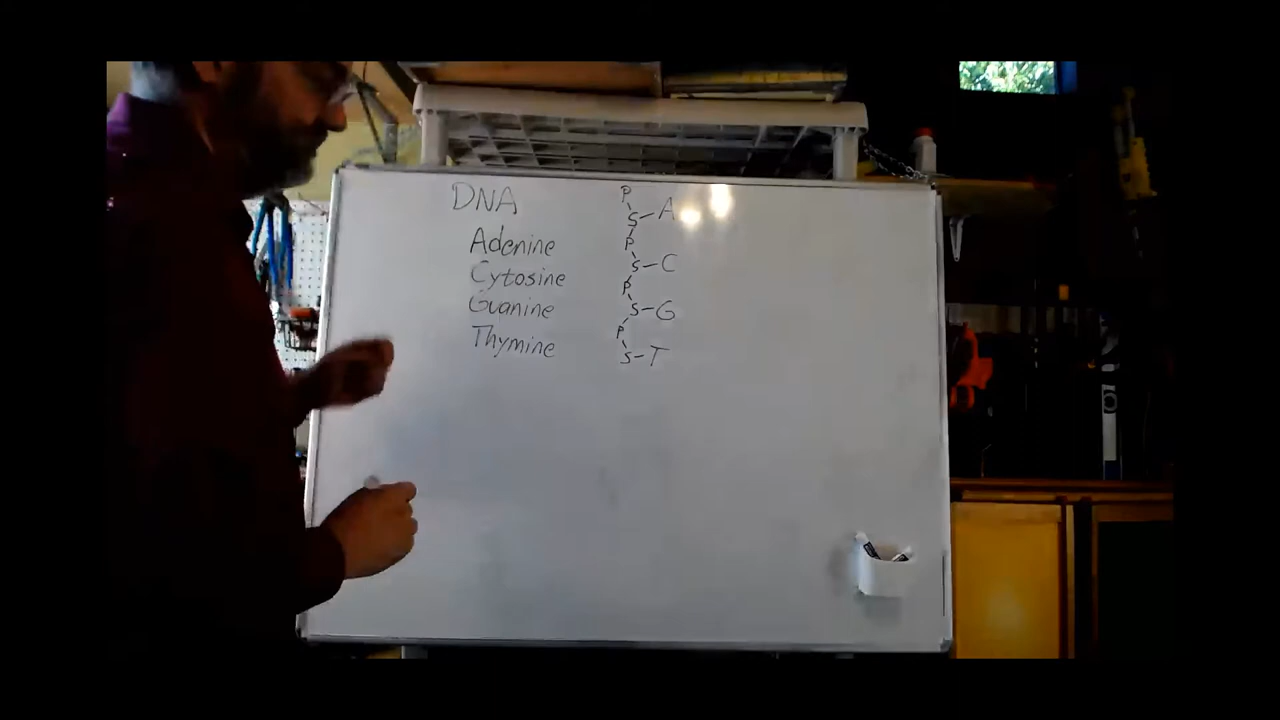 DNA
Adenine
Cytosine
Guanine
Thymine
P
S-A
P
S-C
P
S-G
P
S-T